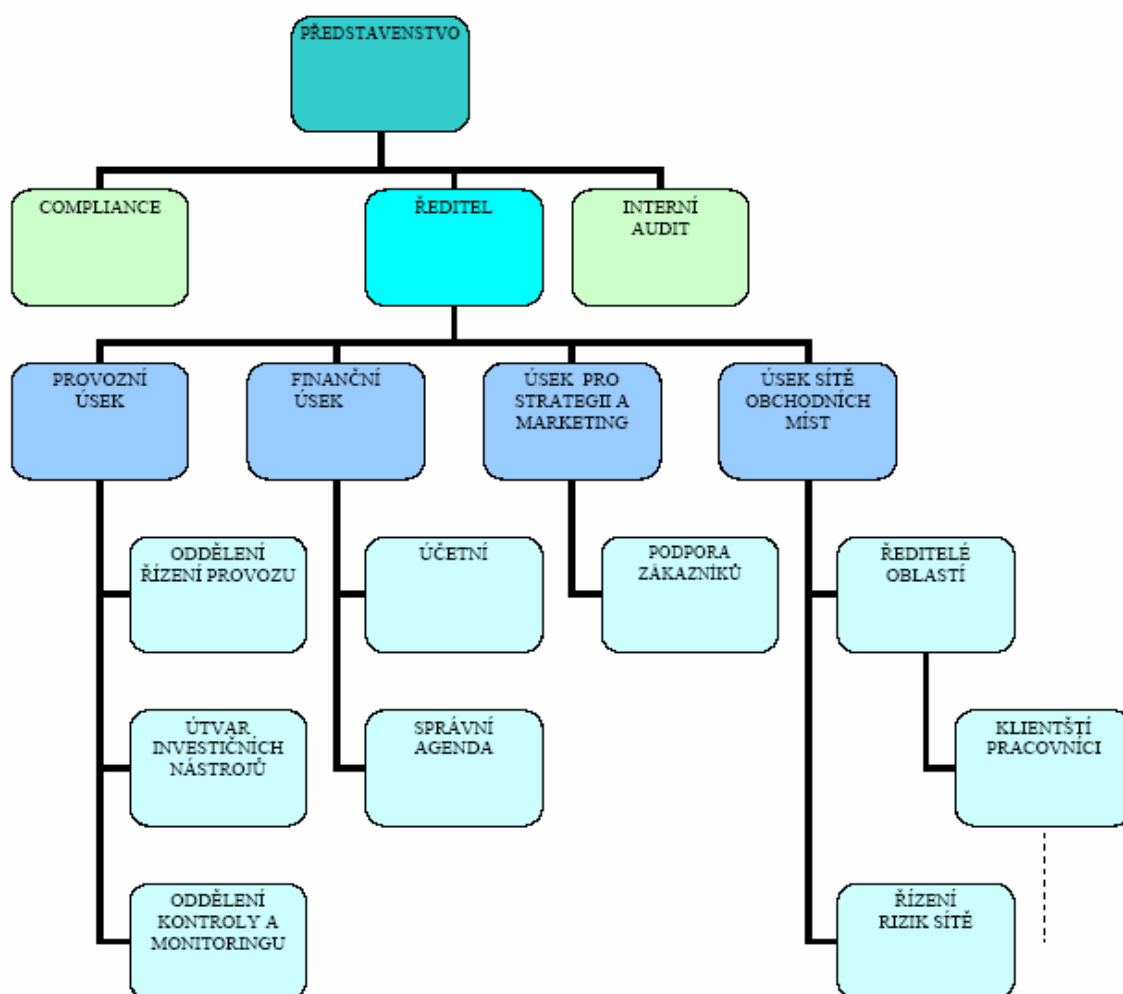 PŘEDSTAVENSTVO
COMPLIANCE
ŘEDITEL
INTERNÍ
AUDIT
PROVOZNÍ
ÚSEK
FINANČNÍ
ÚSEK
ÚSEK PRO
STRATEGII A
MARKETING
ÚSEK SÍTĚ
OBCHODNÍCH
MÍST
ODDĚLENÍ
ŘÍZENÍ PROVOZU
ÚČETNÍ
PODPORA
ZÁKAZNÍKŮ
ŘEDITELÉ
OBLASTÍ
ÚTVAR
INVESTIČNÍCH
NÁSTROJŮ
SPRÁVNÍ
AGENDA
KLIENTŠTÍ
PRACOVNÍCI
ODDĚLENÍ
KONTROLY A
MONITORINGU
ŘÍZENÍ
RIZIK SÍTĚ